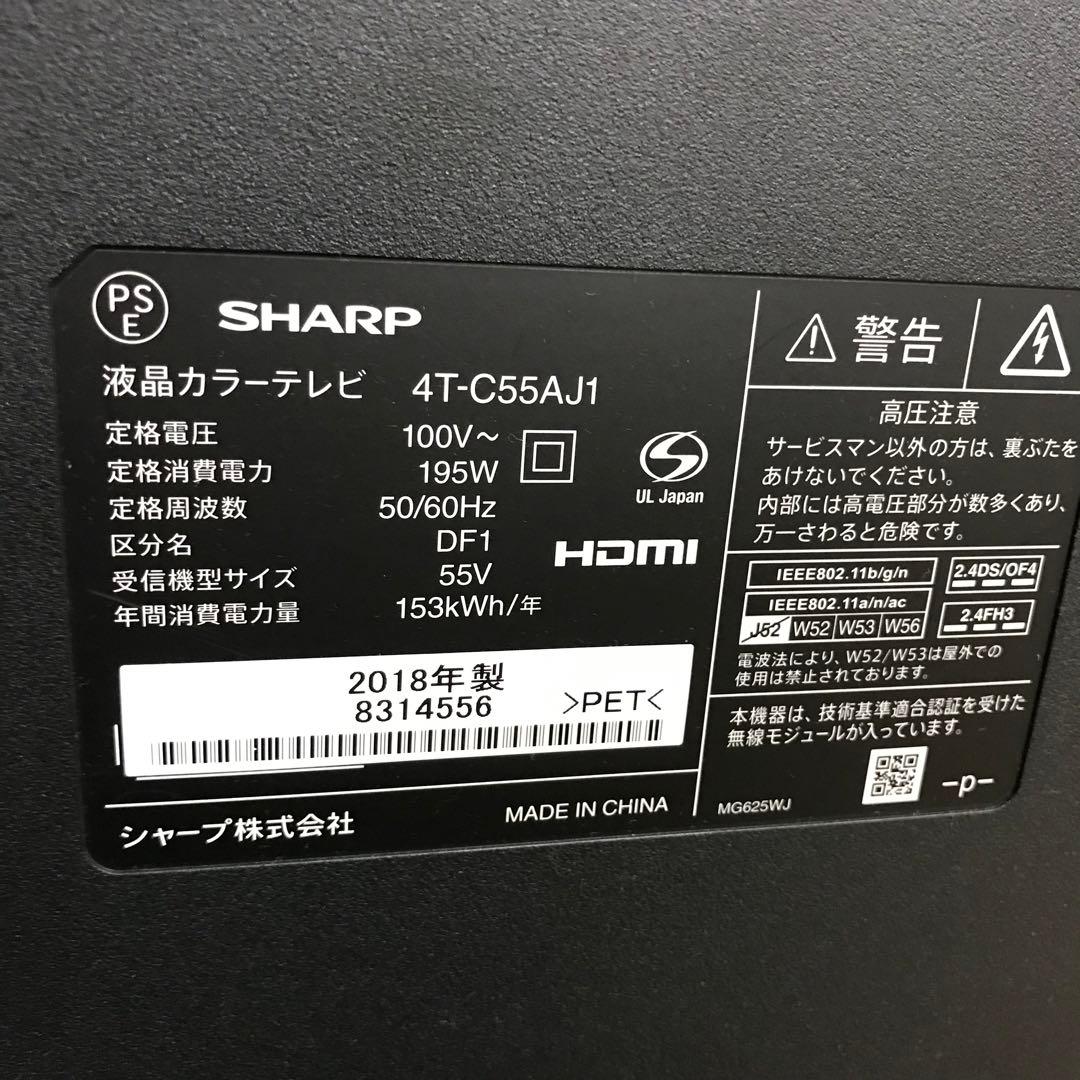 PS
E
SHARP
液晶カラーテレビ 4T-C55AJ1
定格電圧 100V~
定格消費電力 195W
定格周波数 50/60Hz
区分名 DF1
受信機型サイズ 55V
年間消費電力量 153kWh/年
UL Japan
HDMI
2018年製
8314556 >PET<
シャープ株式会社 MADE IN CHINA
警告
高圧注意
サービスマン以外の方は、裏ぶたを
あけないでください。
内部には高電圧部分が数多くあり、
万一さわると危険です。
IEEE802.11b/g/n
IEEE802.11a/n/ac
J52 W52 W53 W56
2.4DS/OF4
2.4FH3
電波法により、W52/W53は屋外での
使用は禁止されております。
本機器は、技術基準適合認証を受けた
無線モジュールが入っています。
MG625WJ
-p-